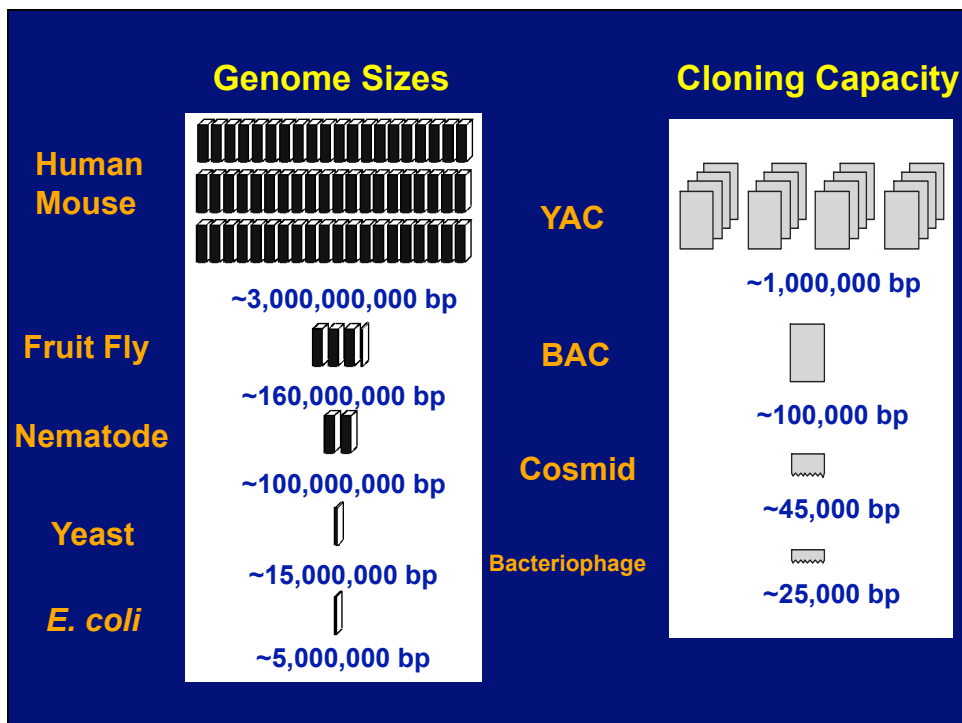 Genome Sizes
Human
Mouse
~3,000,000,000 bp
Fruit Fly
~160,000,000 bp
Nematode
~100,000,000 bp
Yeast
~15,000,000 bp
E. coli
~5,000,000 bp
Cloning Capacity
YAC
~1,000,000 bp
BAC
~100,000 bp
Cosmid
~45,000 bp
Bacteriophage
~25,000 bp